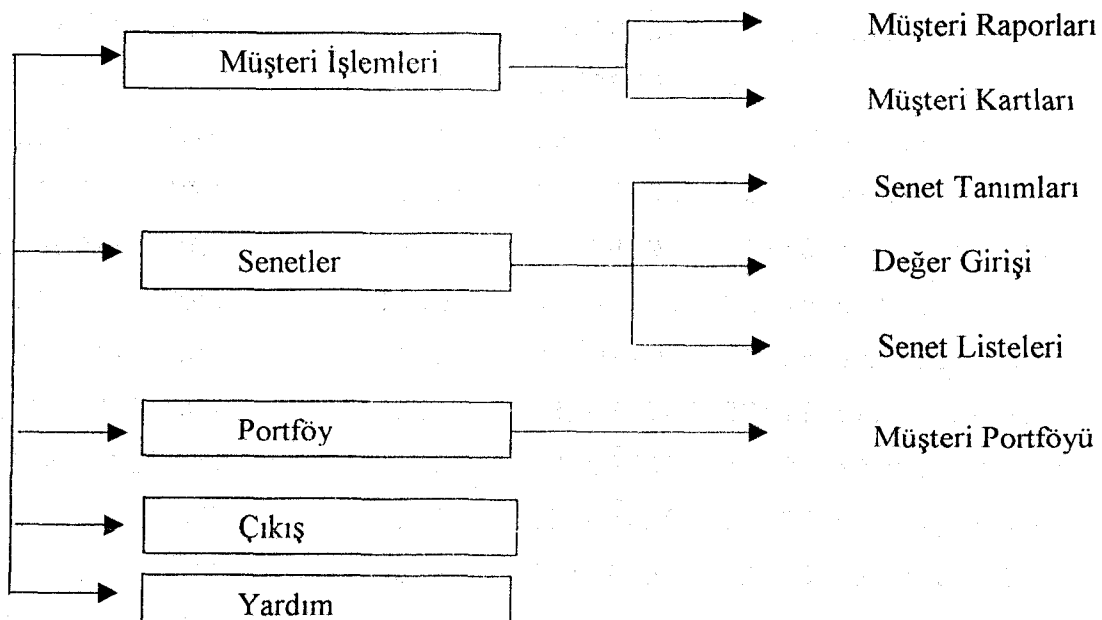 Müşteri İşlemleri
Müşteri Raporları
Müşteri Kartları
Senetler
Senet Tanımları
Değer Girişi
Senet Listeleri
Portföy
Müşteri Portföyü
Çıkış
Yardım